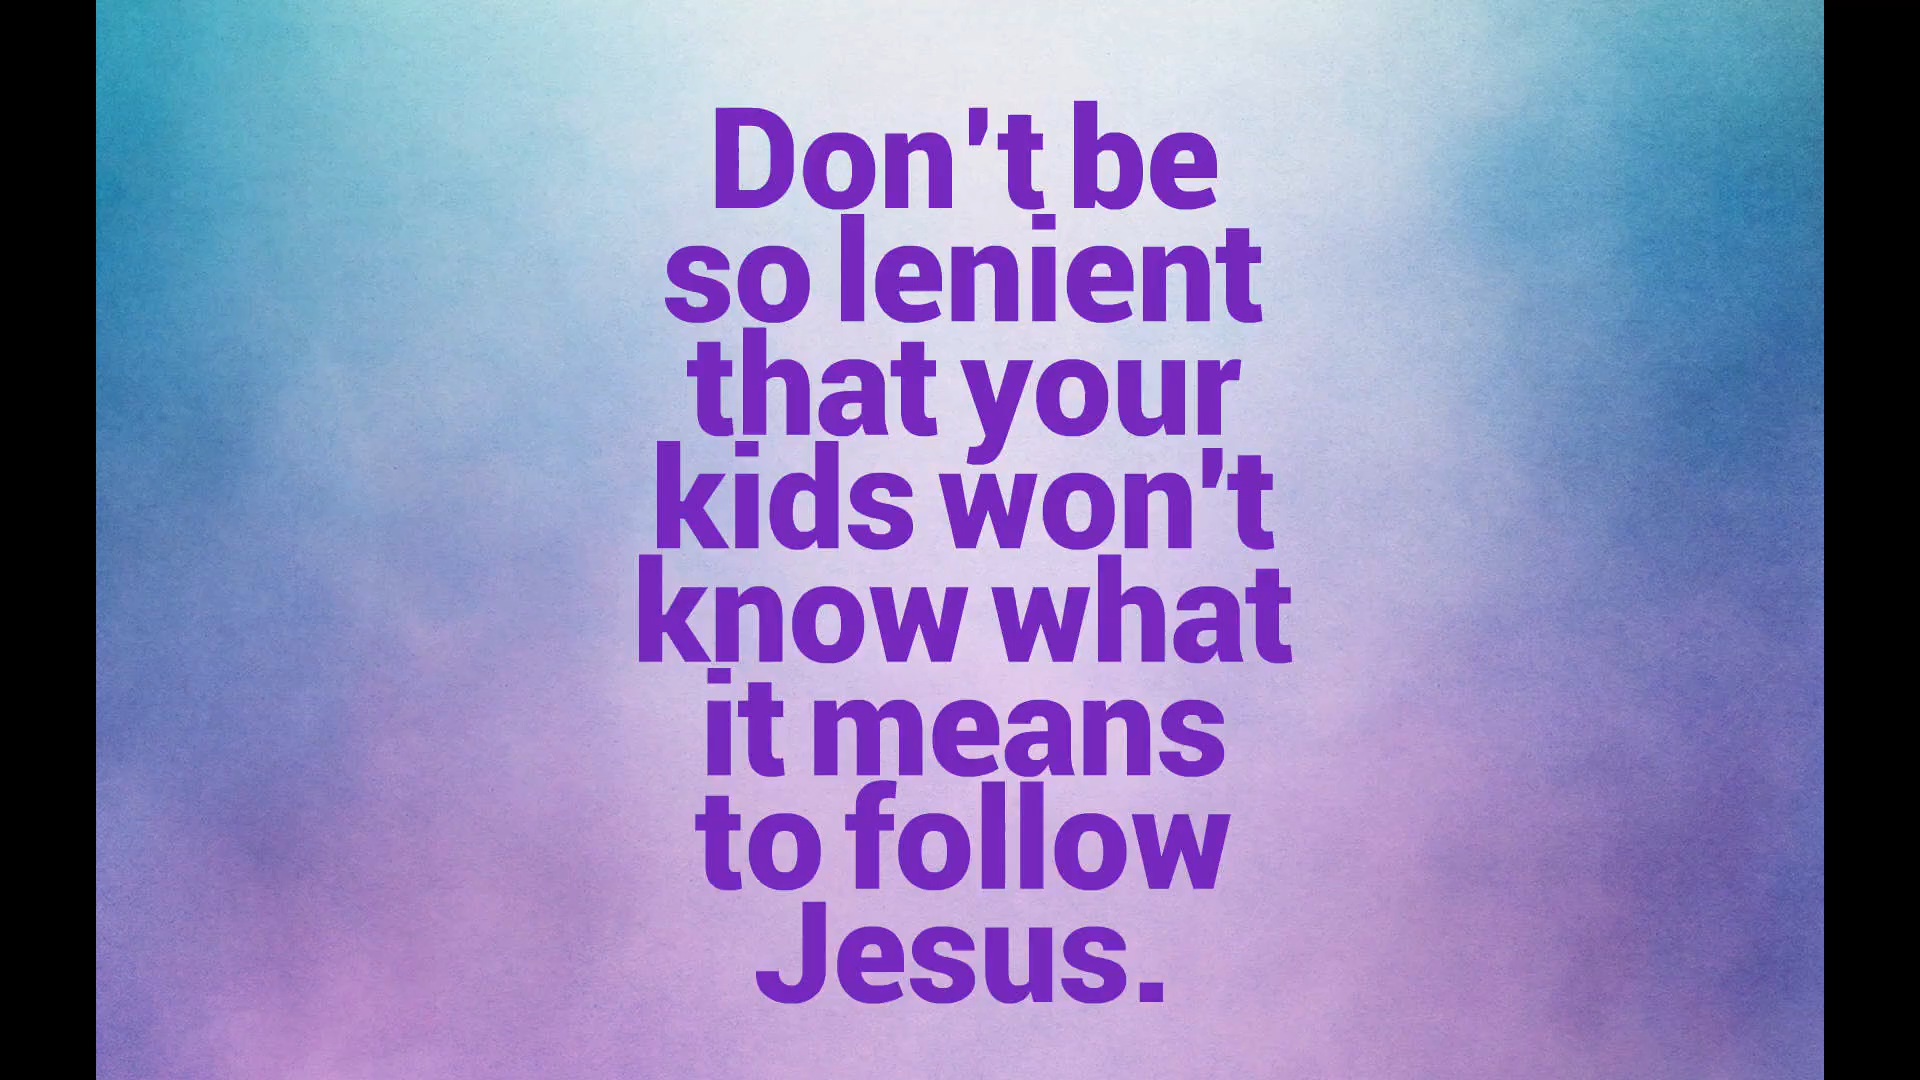 Don't be
so lenient
that your
kids won't
know what
it means
to follow
Jesus.